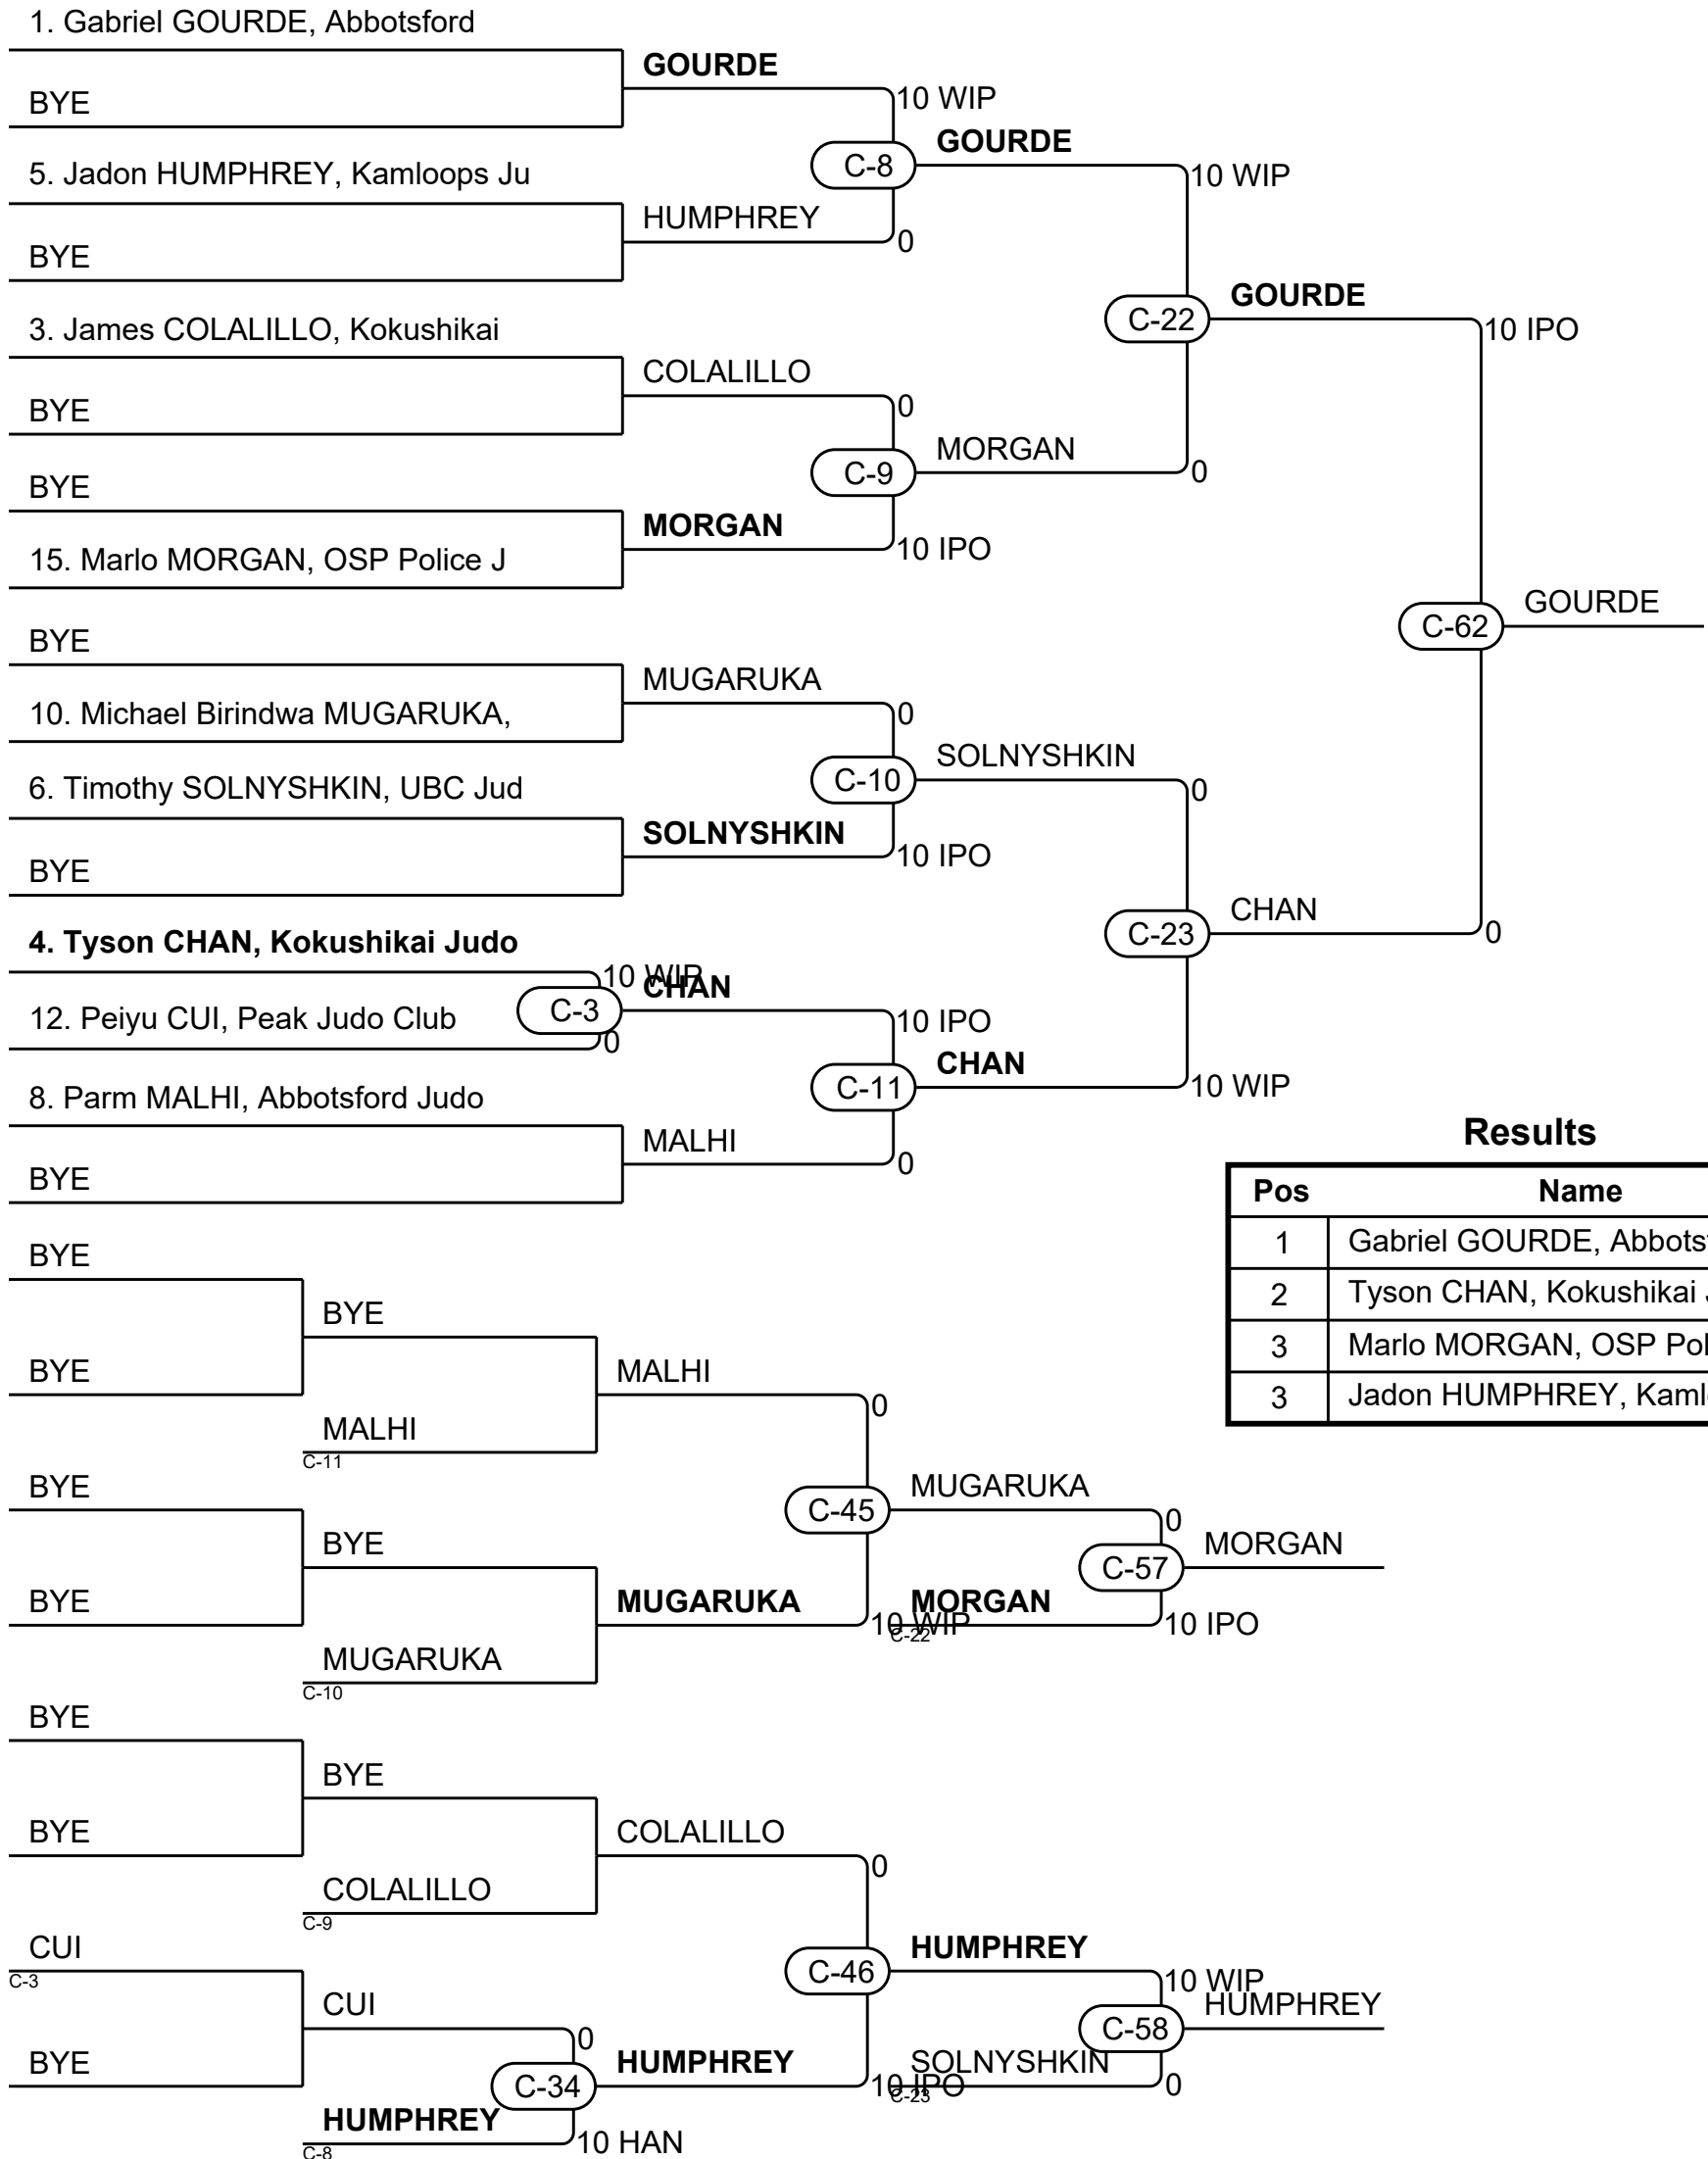 1. Gabriel GOURDE, Abbotsford
GOURDE
10 WIP
BYE
GOURDE
C-8
10 WIP
5. Jadon HUMPHREY, Kamloops Ju
HUMPHREY
0
BYE
GOURDE
C-22
10 IPO
3. James COLALILLO, Kokushikai
COLALILLO
0
BYE
MORGAN
C-9
0
BYE
MORGAN
10 IPO
15. Marlo MORGAN, OSP Police J
GOURDE
C-62
BYE
MUGARUKA
0
10. Michael Birindwa MUGARUKA,
SOLNYSHKIN
C-10
0
6. Timothy SOLNYSHKIN, UBC Jud
SOLNYSHKIN
10 IPO
BYE
CHAN
C-23
0
4. Tyson CHAN, Kokushikai Judo
10 WIP
CHAN
C-3
10 IPO
12. Peiyu CUI, Peak Judo Club
0
CHAN
C-11
10 WIP
8. Parm MALHI, Abbotsford Judo
MALHI
0
BYE
Results
Pos Name
1 Gabriel GOURDE, Abbots
2 Tyson CHAN, Kokushikai
3 Marlo MORGAN, OSP Pol
3 Jadon HUMPHREY, Kaml
BYE
BYE
BYE
MALHI
0
MALHI
C-11
BYE
MUGARUKA
C-45
0
BYE
MORGAN
C-57
BYE
MUGARUKA
10 WIP
MORGAN
C-22
10 IPO
MUGARUKA
C-10
BYE
BYE
BYE
COLALILLO
0
COLALILLO
C-9
CUI
C-3
HUMPHREY
C-46
10 WIP
CUI
0
HUMPHREY
C-58
BYE
HUMPHREY
C-34
10 IPO
SOLNYSHKIN
C-23
0
HUMPHREY
C-8
10 HAN